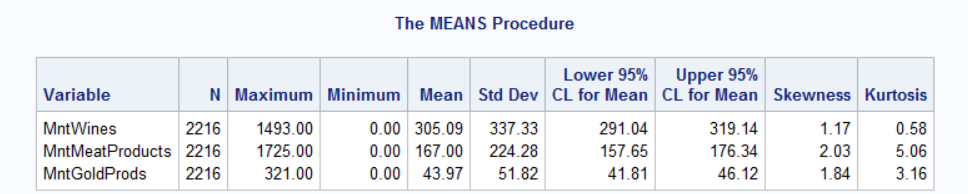 The MEANS Procedure
Lower 95% Upper 95%
Variable N Maximum Minimum Mean Std Dev CL for Mean CL for Mean Skewness Kurtosis
MntWines 2216 1493.00 0.00 305.09 337.33 291.04 319.14 1.17 0.58
MntMeatProducts 2216 1725.00 0.00 167.00 224.28 157.65 176.34 2.03 5.06
MntGoldProds 2216 321.00 0.00 43.97 51.82 41.81 46.12 1.84 3.16